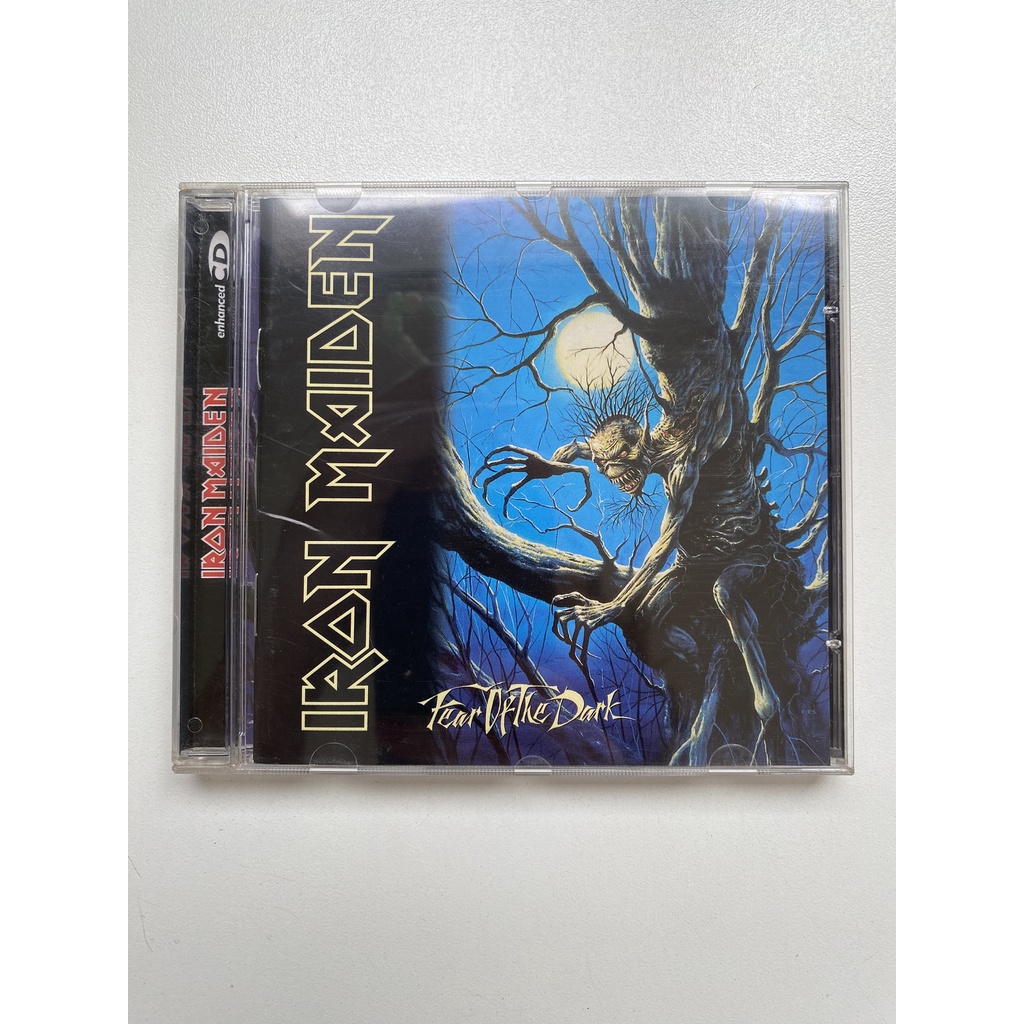 enhanced CD
IRON MAIDEN
IRON MAIDEN
Fear Of The Dark